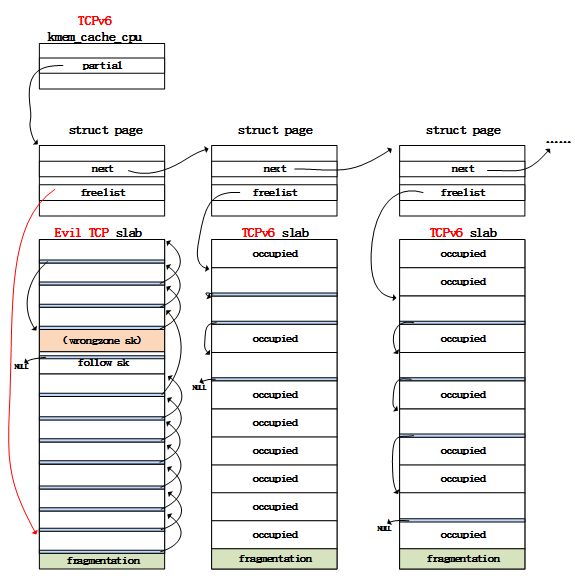 TCPv6
kmem_cache_cpu
partial
struct page
struct page
struct page
......
next
next
next
freelist
freelist
freelist
Evil TCP slab
TCPv6 slab
TCPv6 slab
occupied
occupied
occupied
(wrongzone sk)
occupied
occupied
NULL
follow sk
NULL
occupied
occupied
occupied
occupied
occupied
occupied
occupied
NULL
occupied
occupied
fragmentation
fragmentation
fragmentation